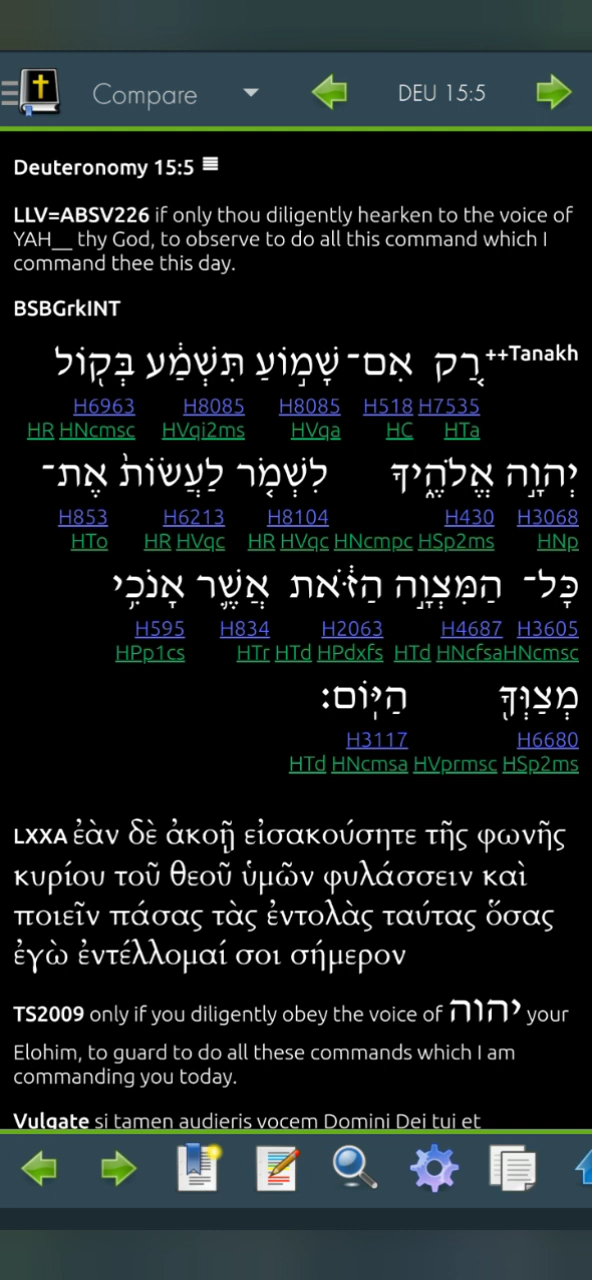 Compare
DEU 15:5
Deuteronomy 15:5
LLV=ABSV226 if only thou diligently hearken to the voice of
YAH__ thy God, to observe to do all this command which I
command thee this day.
BSBGrkINT
++Tanakh רַ֚ק אִם־ שָׁמ֣וֹעַ תִּשְׁמַ֔ע בְּק֖וֹל
H6963 H8085 H8085 H518 H7535
HR HNcmsc HVqi2ms HVqa HC HTa
יְהוָ֣ה אֱלֹהֶ֑יךָ לִשְׁמֹ֤ר לַעֲשׂוֹת֙ אֶת־
H853 H6213 H8104 H430 H3068
HTo HR HVqc HR HVqc HNcmpc HSp2ms HNp
כָּל־ הַמִּצְוָ֣ה הַזֹּ֔את אֲשֶׁ֛ר אָנֹכִ֥י
H595 H834 H2063 H4687 H3605
HPp1cs HTr HTd HPdxfs HTd HNcfsa HNcmsc
מְצַוְּךָ֖ הַיּֽוֹם׃
H3117 H6680
HTd HNcmsa HVprmsc HSp2ms
LXXA ἐὰν δὲ ἀκοῇ εἰσακούσητε τῆς φωνῆς
κυρίου τοῦ θεοῦ ὑμῶν φυλάσσειν καὶ
ποιεῖν πάσας τὰς ἐντολὰς ταύτας ὅσας
ἐγὼ ἐντέλλομαί σοι σήμερον
TS2009 only if you diligently obey the voice of יהוה your
Elohim, to guard to do all these commands which I am
commanding you today.
Vulgate si tamen audieris vocem Domini Dei tui et